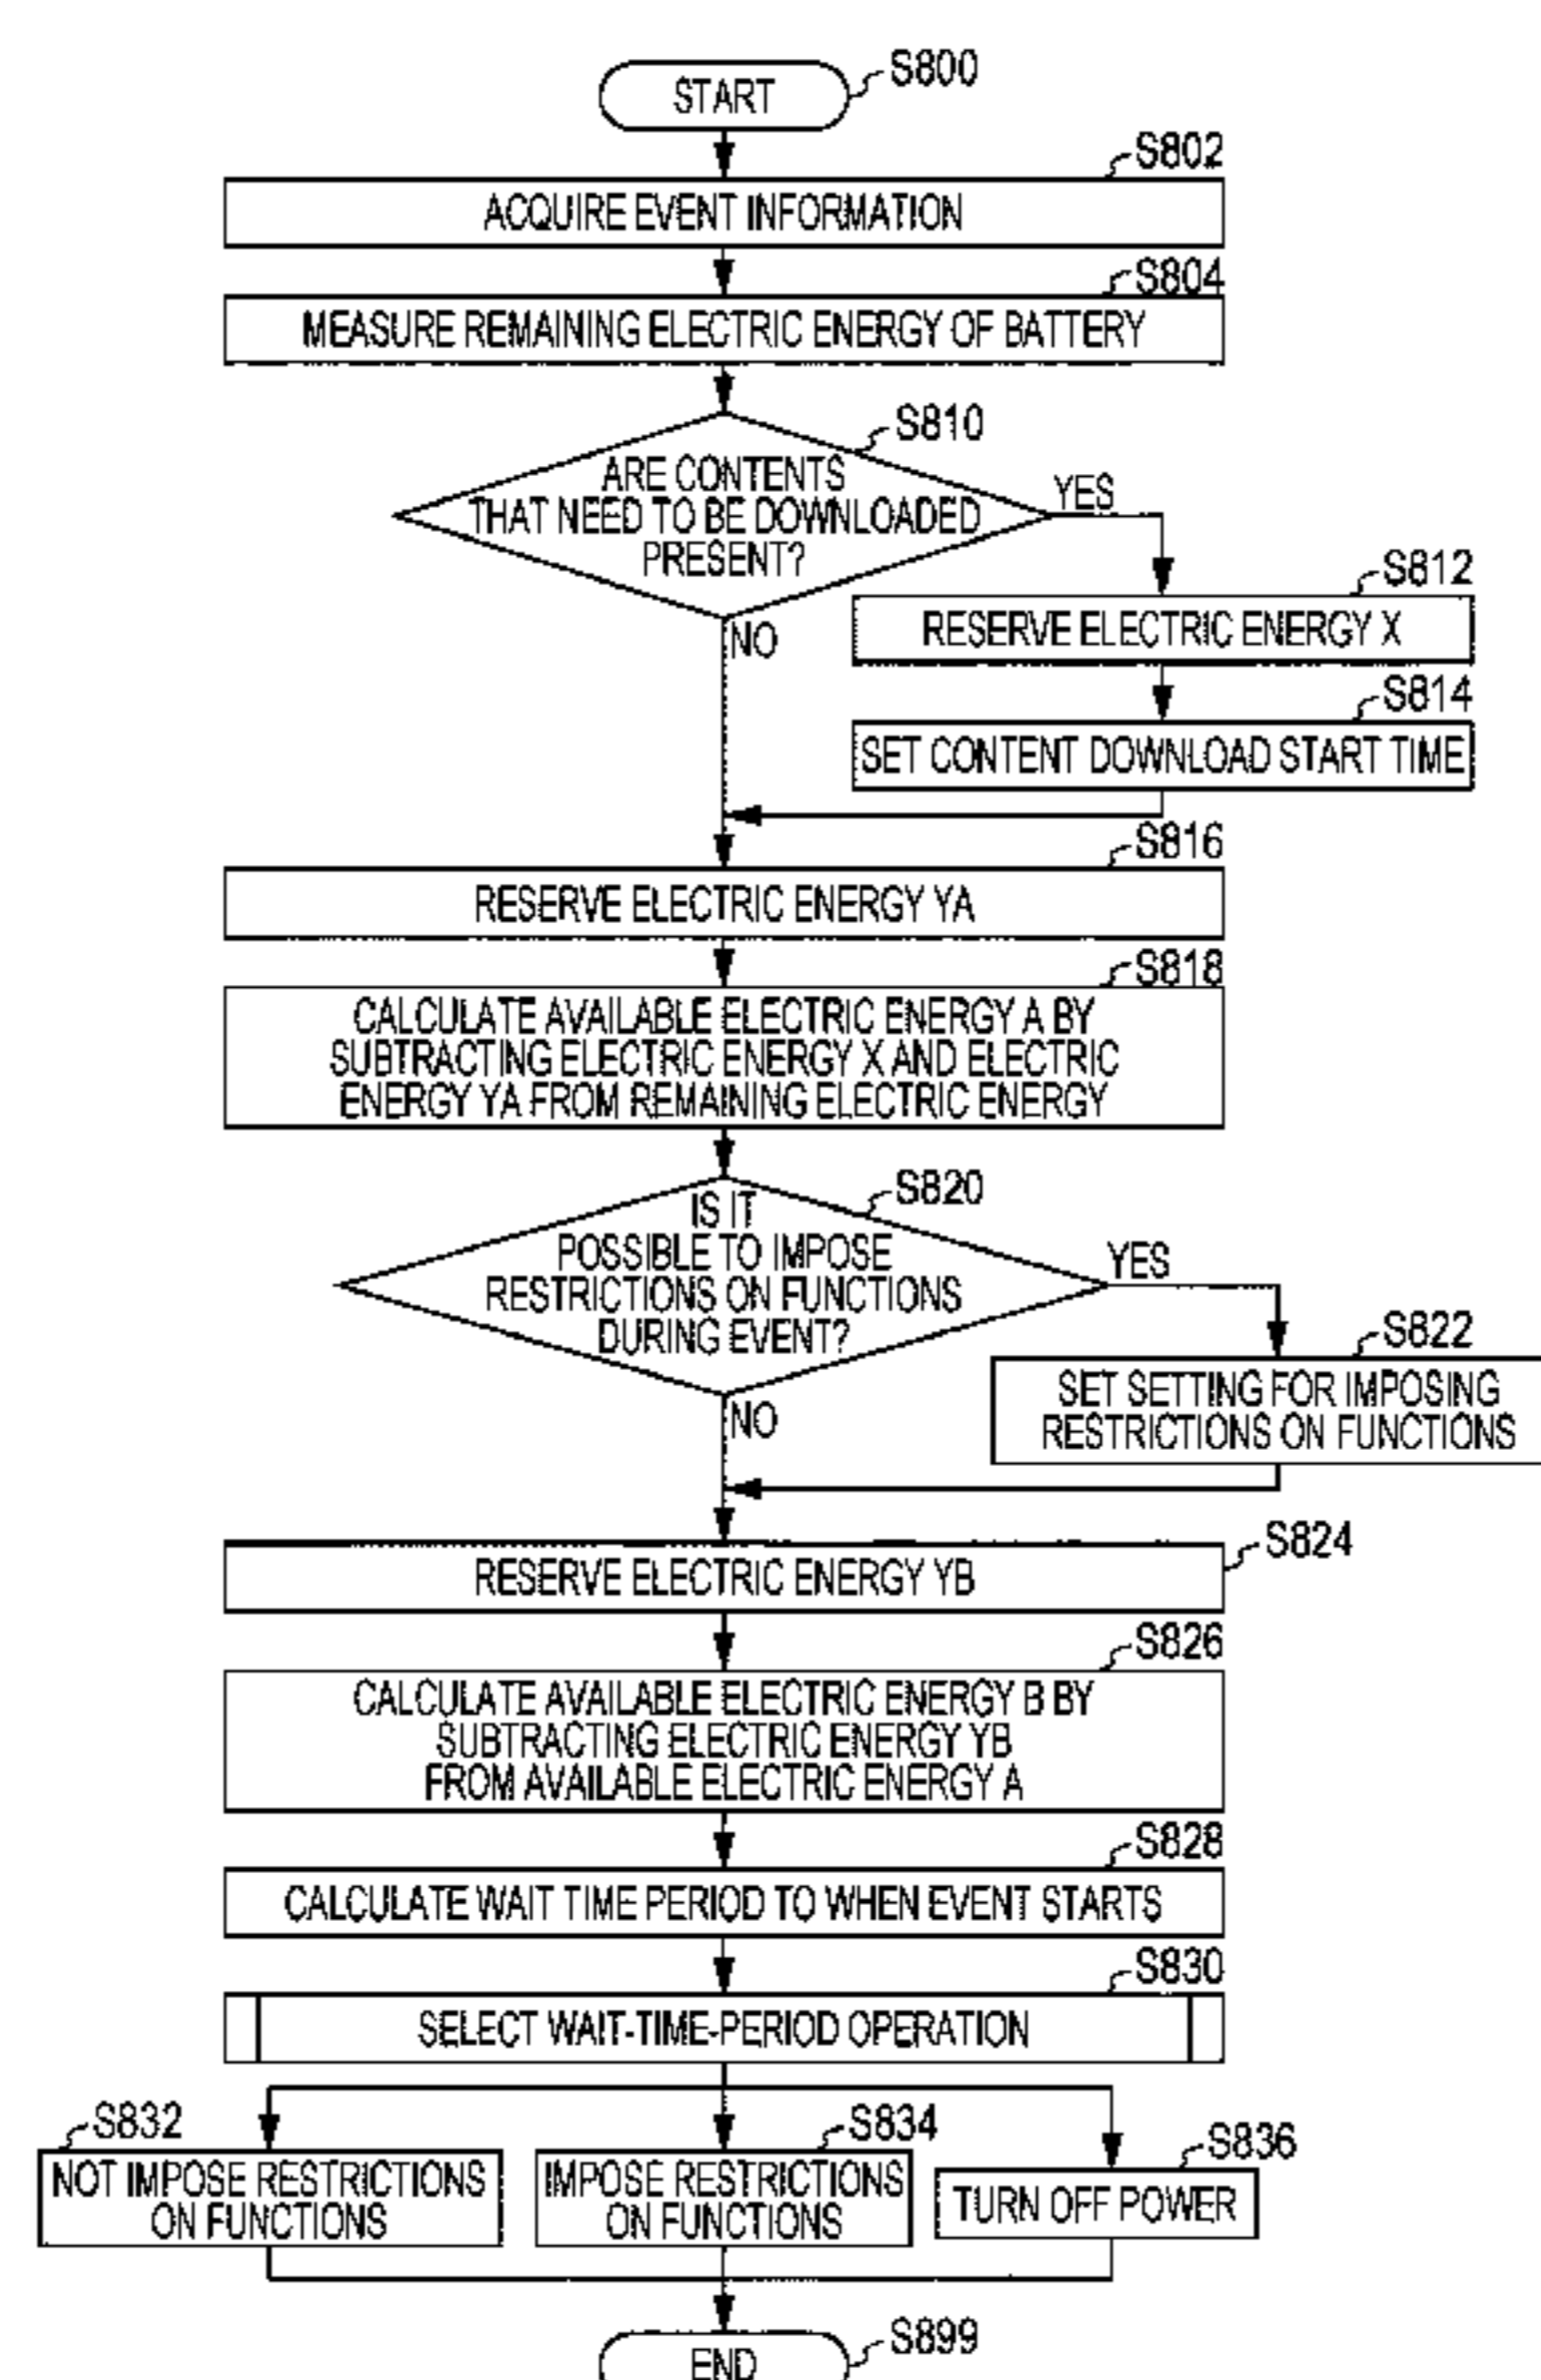 S800
START
S802
ACQUIRE EVENT INFORMATION
S804
MEASURE REMAINING ELECTRIC ENERGY OF BATTERY
S810
ARE CONTENTS
THAT NEED TO BE DOWNLOADED
PRESENT?
YES
NO
S812
RESERVE ELECTRIC ENERGY X
S814
SET CONTENT DOWNLOAD START TIME
S816
RESERVE ELECTRIC ENERGY YA
S818
CALCULATE AVAILABLE ELECTRIC ENERGY A BY
SUBTRACTING ELECTRIC ENERGY X AND ELECTRIC
ENERGY YA FROM REMAINING ELECTRIC ENERGY
S820
IS IT
POSSIBLE TO IMPOSE
RESTRICTIONS ON FUNCTIONS
DURING EVENT?
YES
NO
S822
SET SETTING FOR IMPOSING
RESTRICTIONS ON FUNCTIONS
S824
RESERVE ELECTRIC ENERGY YB
S826
CALCULATE AVAILABLE ELECTRIC ENERGY B BY
SUBTRACTING ELECTRIC ENERGY YB
FROM AVAILABLE ELECTRIC ENERGY A
S828
CALCULATE WAIT TIME PERIOD TO WHEN EVENT STARTS
S830
SELECT WAIT-TIME-PERIOD OPERATION
S832
NOT IMPOSE RESTRICTIONS
ON FUNCTIONS
S834
IMPOSE RESTRICTIONS
ON FUNCTIONS
S836
TURN OFF POWER
S899
END